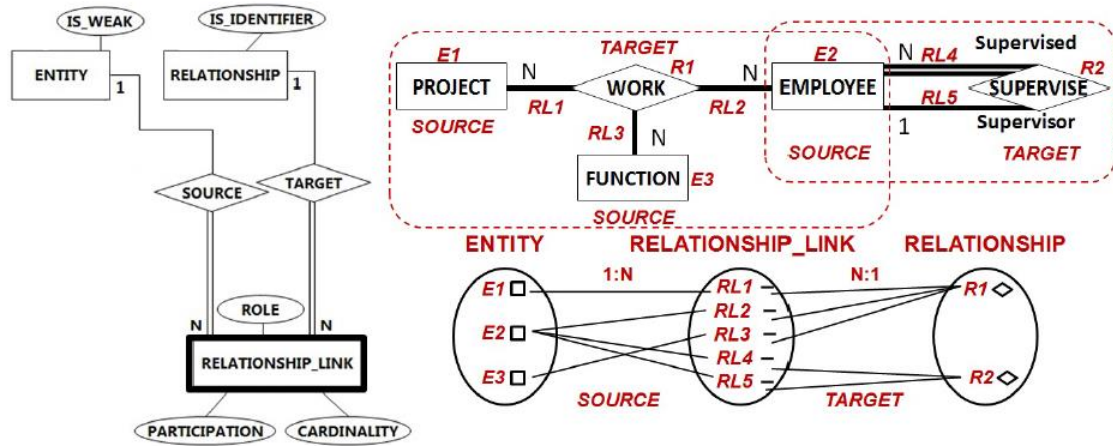 IS_WEAK
IS_IDENTIFIER
ENTITY
RELATIONSHIP
1
1
SOURCE
TARGET
N
ROLE
N
RELATIONSHIP_LINK
PARTICIPATION
CARDINALITY
E1
TARGET
E2
N
RL4
Supervised
R1
R2
PROJECT
N
WORK
N
EMPLOYEE
SUPERVISE
RL1
RL2
RL5
SOURCE
RL3
N
1
Supervisor
SOURCE
TARGET
FUNCTION
E3
SOURCE
ENTITY
RELATIONSHIP_LINK
RELATIONSHIP
1:N
N:1
E1
RL1
R1
RL2
E2
RL3
RL4
E3
RL5
R2
SOURCE
TARGET